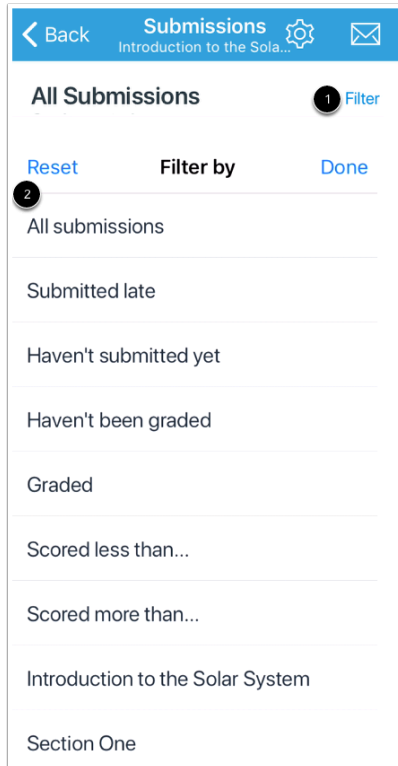 Back
Submissions
Introduction to the Sola...
All Submissions
1
Filter
Reset
Filter by
Done
2
All submissions
Submitted late
Haven't submitted yet
Haven't been graded
Graded
Scored less than...
Scored more than...
Introduction to the Solar System
Section One